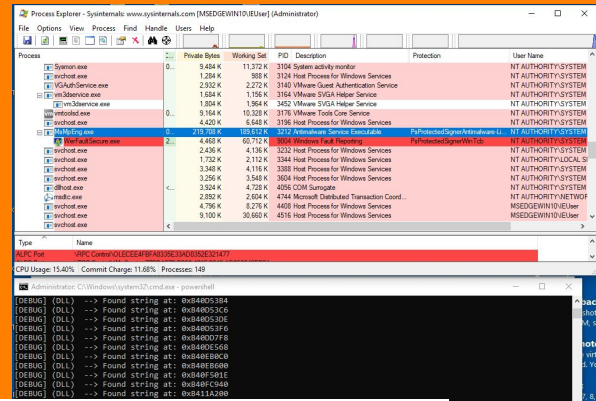 Process Explorer - Sysinternals: www.sysinternals.com [MSEDGEWIN10\IEUser] (Administrator)
File Options View Process Find Handle Users Help
Process Private Bytes Working Set PID Description Protection User Name
Sysmon.exe 0... 9,484 K 11,372 K 3104 System activity monitor NT AUTHORITY\SYSTEM
svchost.exe 1,284 K 988 K 3124 Host Process for Windows Services NT AUTHORITY\SYSTEM
VGAuthService.exe 2,932 K 2,272 K 3140 VMware Guest Authentication Service NT AUTHORITY\SYSTEM
vm3dservice.exe 1,684 K 1,156 K 3164 VMware SVGA Helper Service NT AUTHORITY\SYSTEM
vm3dservice.exe 1,804 K 1,964 K 3452 VMware SVGA Helper Service NT AUTHORITY\SYSTEM
vmtoolsd.exe 0... 9,164 K 10,328 K 3176 VMware Tools Core Service NT AUTHORITY\SYSTEM
svchost.exe 4,420 K 6,648 K 3196 Host Process for Windows Services NT AUTHORITY\SYSTEM
MsMpEng.exe 0... 219,708 K 189,612 K 3212 Antimalware Service Executable PsProtectedSignerAntimalware-Li... NT AUTHORITY\SYSTEM
WerFaultSecure.exe 2... 4,468 K 60,712 K 9004 Windows Fault Reporting PsProtectedSignerWinTcb NT AUTHORITY\SYSTEM
svchost.exe 2,436 K 4,136 K 3232 Host Process for Windows Services NT AUTHORITY\SYSTEM
svchost.exe 1,732 K 2,112 K 3344 Host Process for Windows Services NT AUTHORITY\LOCAL SE
svchost.exe 3,348 K 4,116 K 3388 Host Process for Windows Services NT AUTHORITY\SYSTEM
svchost.exe 3,256 K 3,548 K 3604 Host Process for Windows Services NT AUTHORITY\SYSTEM
dllhost.exe <... 3,924 K 4,728 K 4056 COM Surrogate NT AUTHORITY\SYSTEM
msdtc.exe 2,892 K 2,604 K 4744 Microsoft Distributed Transaction Coord... NT AUTHORITY\NETWOR
svchost.exe 4,796 K 8,276 K 4408 Host Process for Windows Services MSEDGEWIN10\IEUser
svchost.exe 9,100 K 30,660 K 4516 Host Process for Windows Services MSEDGEWIN10\IEUser
Type Name
ALPC Port
CPU Usage: 15.40% Commit Charge: 11.68% Processes: 149
Administrator: C:\Windows\system32\cmd.exe - powershell
[DEBUG] (DLL) --> Found string at: 0xB40D53B4
[DEBUG] (DLL) --> Found string at: 0xB40D53C6
[DEBUG] (DLL) --> Found string at: 0xB40D53DE
[DEBUG] (DLL) --> Found string at: 0xB40D53F6
[DEBUG] (DLL) --> Found string at: 0xB40DD7F8
[DEBUG] (DLL) --> Found string at: 0xB40DE568
[DEBUG] (DLL) --> Found string at: 0xB40EB0C0
[DEBUG] (DLL) --> Found string at: 0xB40EB600
[DEBUG] (DLL) --> Found string at: 0xB40F501E
[DEBUG] (DLL) --> Found string at: 0xB40FC940
[DEBUG] (DLL) --> Found string at: 0xB411A200